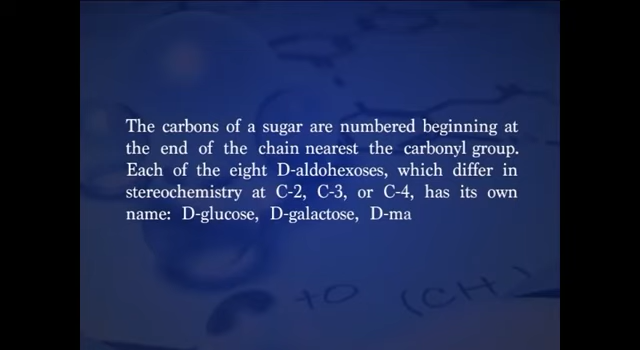 The carbons of a sugar are numbered beginning at
the end of the chain nearest the carbonyl group.
Each of the eight D-aldohexoses, which differ in
stereochemistry at C-2, C-3, or C-4, has its own
name: D-glucose, D-galactose, D-ma
to (CH)